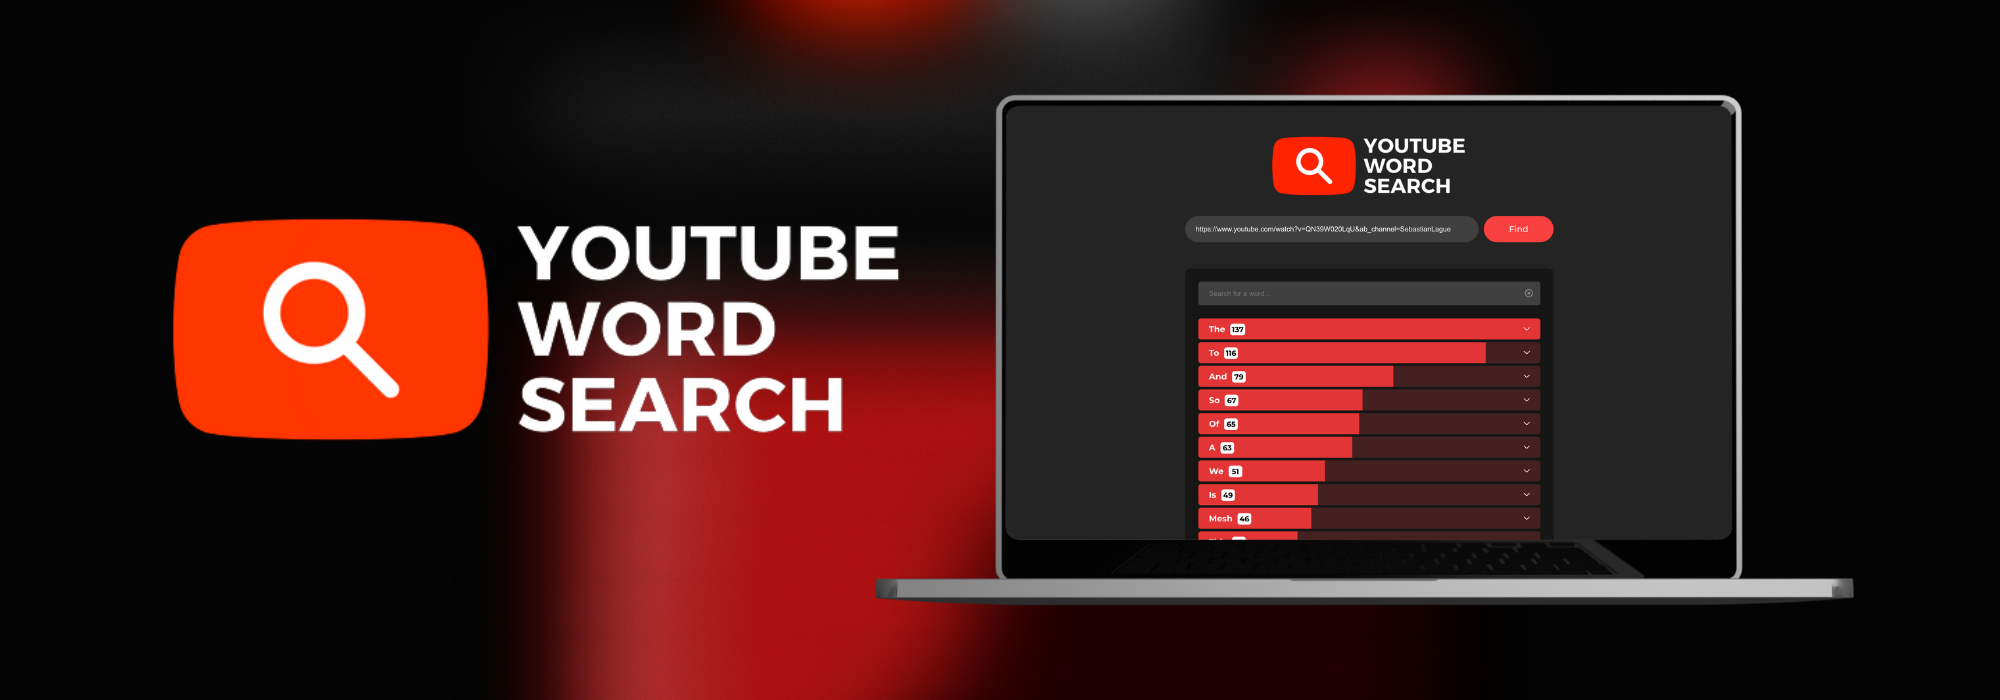 YOUTUBE
WORD
SEARCH
YOUTUBE
WORD
SEARCH
https://www.youtube.com/watch?v=QN39W020LqU&ab_channel=SebastianLague
Find
Search for a word...
The 137
To 116
And 79
So 67
Of 65
A 63
We 51
Is 49
Mesh 46